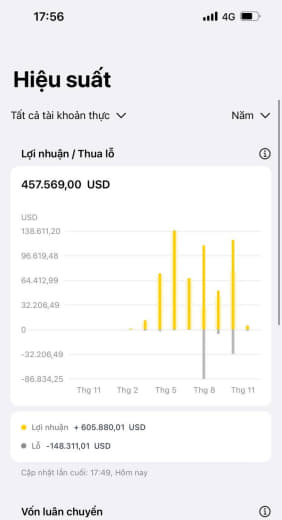 17:56
4G
Hiệu suất
Tất cả tài khoản thực
Năm
Lợi nhuận / Thua lỗ
457.569,00 USD
USD
138.611,20
96.619,48
64.412,99
32.206,49
0
-32.206,49
-86.834,25
Thg 11 Thg 2 Thg 5 Thg 8 Thg 11
Lợi nhuận + 605.880,01 USD
Lỗ -148.311,01 USD
Cập nhật lần cuối: 17:49, Hôm nay
Vốn luân chuyển